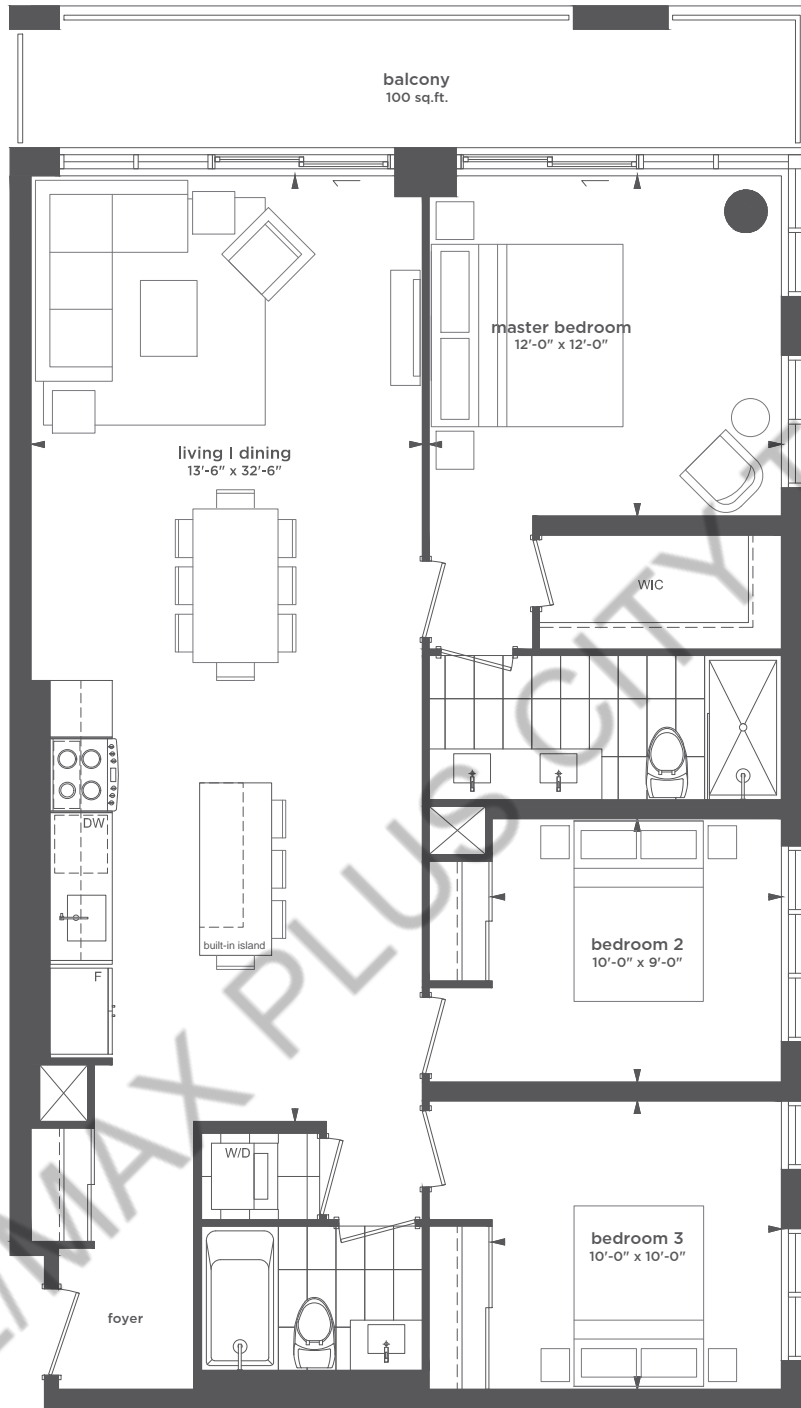 balcony
100 sq.ft.
master bedroom
12'-0" x 12'-0"
living | dining
13'-6" x 32'-6"
WIC
DW
built-in island
F
bedroom 2
10'-0" x 9'-0"
W/D
bedroom 3
10'-0" x 10'-0"
foyer
/MAX PLUS CITY T